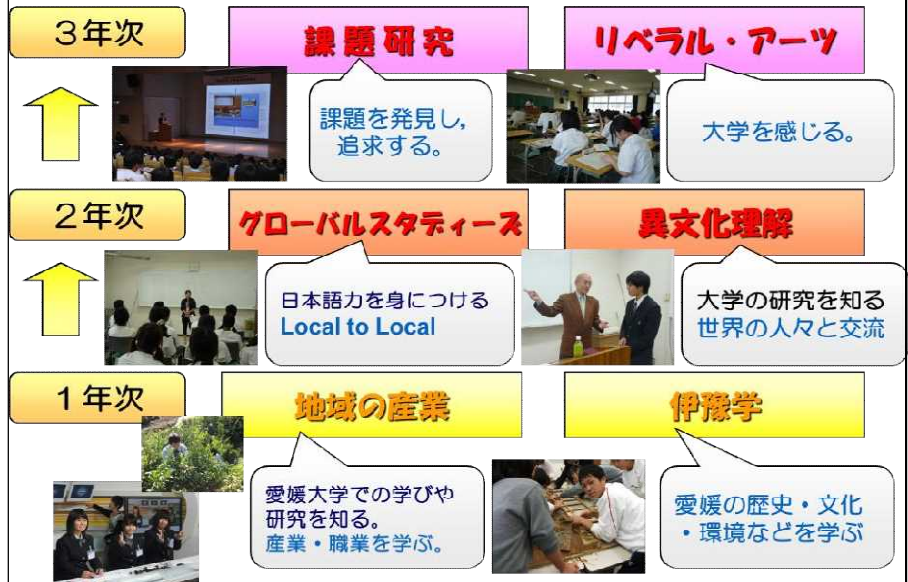 3年次
課題研究
リベラル・アーツ
課題を発見し,
追求する。
大学を感じる。
2年次
グローバルスタディーズ
異文化理解
日本語力を身につける
Local to Local
大学の研究を知る
世界の人々と交流
1年次
地域の産業
伊豫学
愛媛大学での学びや
研究を知る。
産業・職業を学ぶ。
愛媛の歴史・文化
・環境などを学ぶ